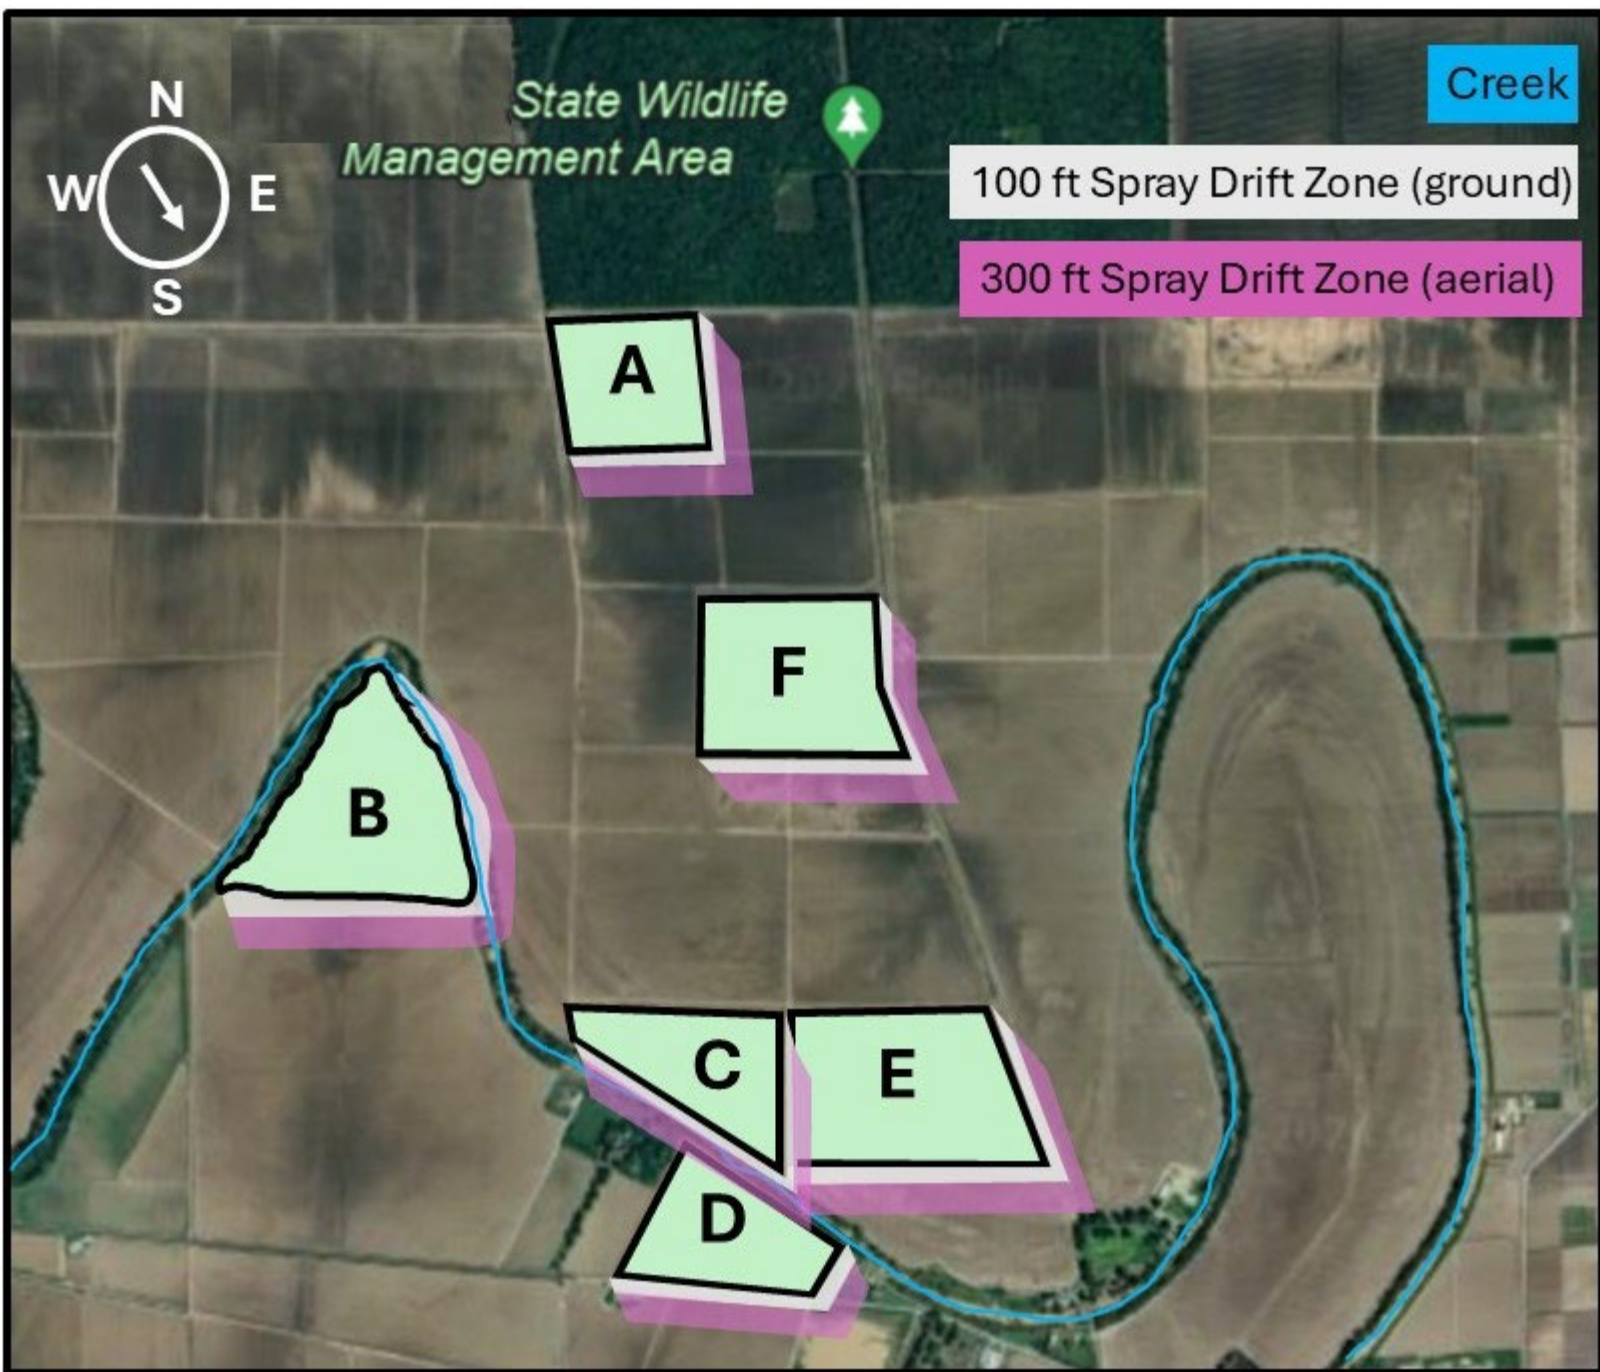 N
W E
S
State Wildlife
Management Area
Creek
100 ft Spray Drift Zone (ground)
300 ft Spray Drift Zone (aerial)
A
F
B
C
E
D